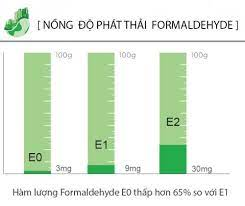 [ NỒNG ĐỘ PHÁT THẢI FORMALDEHYDE ]
100g 100g 100g
E0 E1 E2
3mg 9mg 30mg
Hàm lượng Formaldehyde E0 thấp hơn 65% so với E1